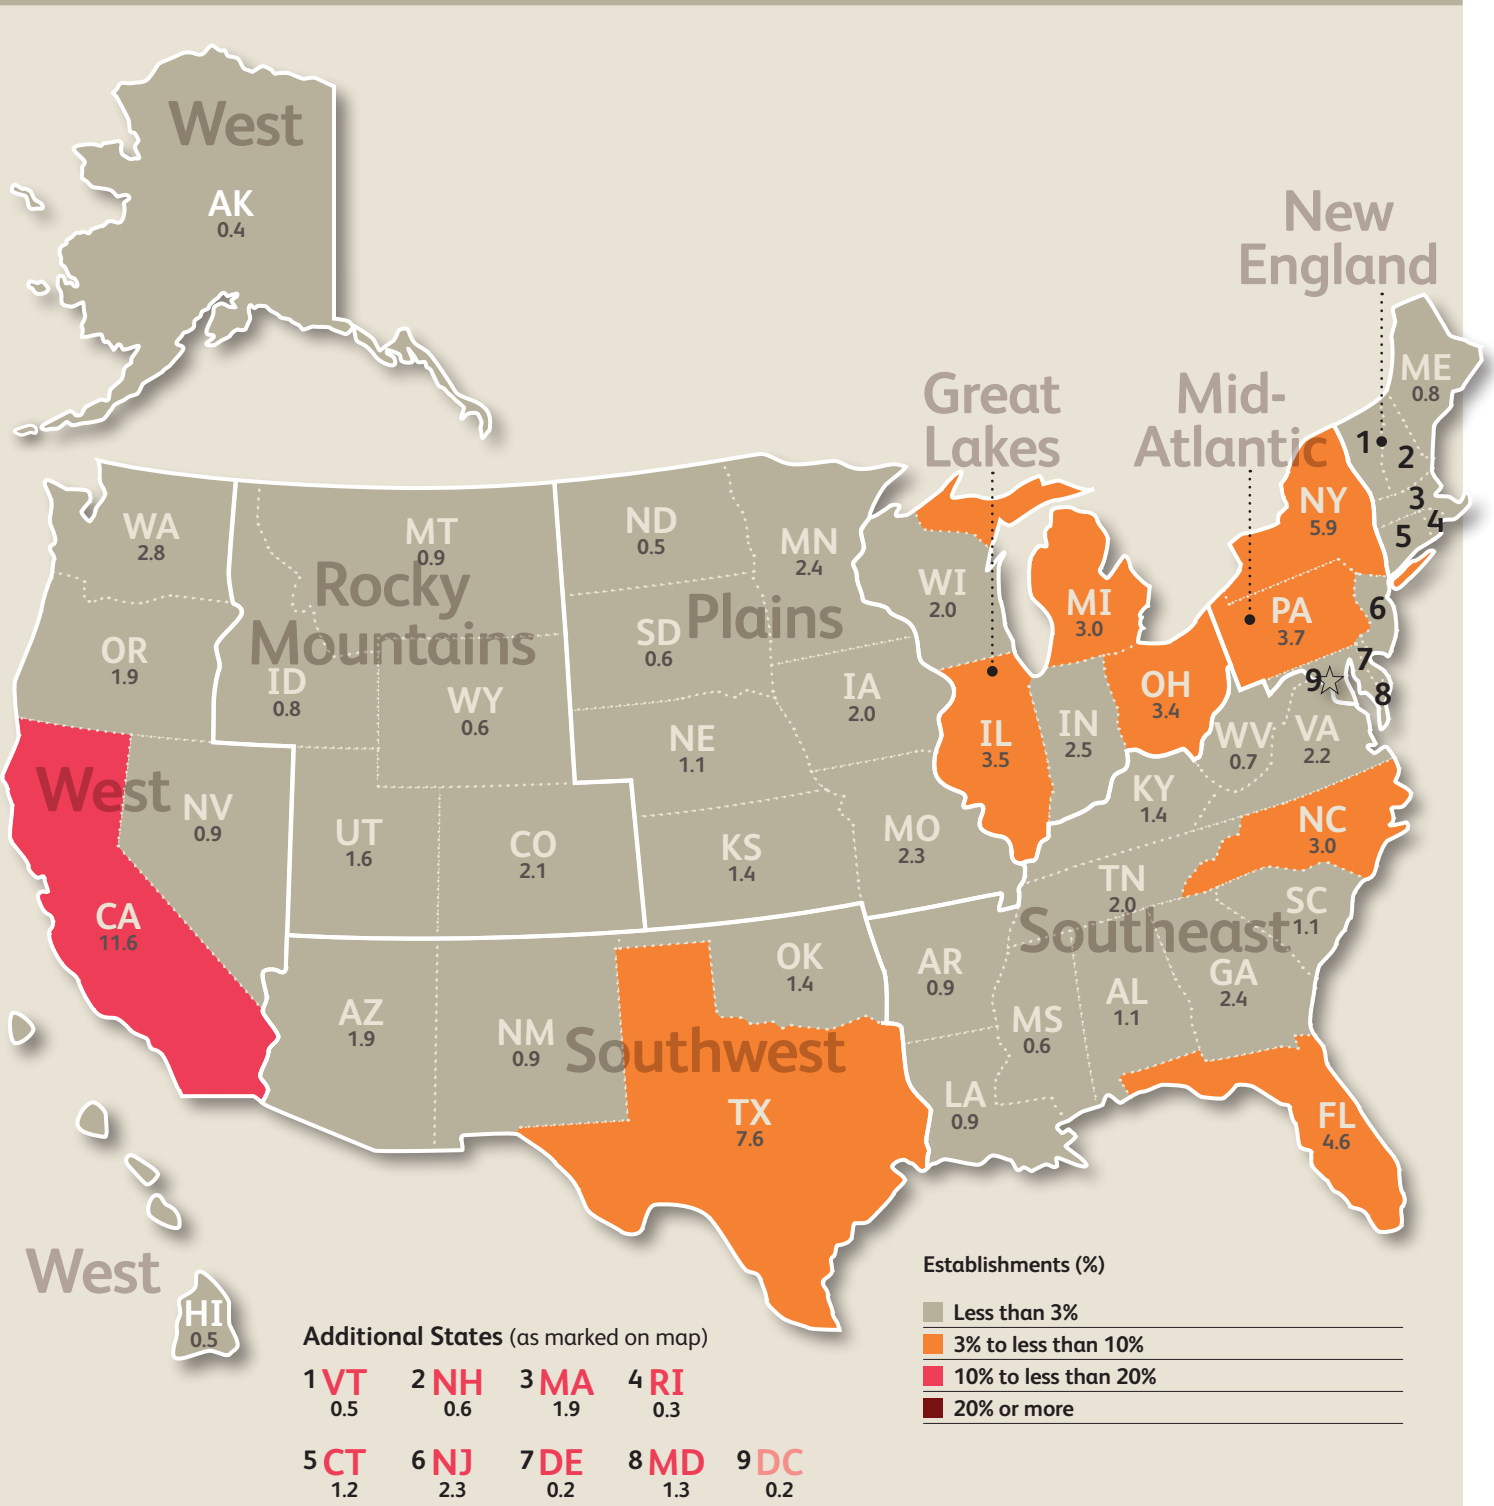 West
AK
0.4
New
England
ME
0.8
Great
Lakes
Mid-
Atlantic
1
2
3
4
5
NY
5.9
WA
2.8
MT
0.9
ND
0.5
MN
2.4
WI
2.0
MI
3.0
PA
3.7
6
Rocky
Mountains
Plains
OR
1.9
ID
0.8
SD
0.6
WY
0.6
IA
2.0
7
8
9
OH
3.4
IL
3.5
IN
2.5
WV
0.7
VA
2.2
NE
1.1
West
NV
0.9
UT
1.6
CO
2.1
KS
1.4
MO
2.3
KY
1.4
NC
3.0
CA
11.6
TN
2.0
SC
1.1
Southeast
OK
1.4
AR
0.9
GA
2.4
AL
1.1
MS
0.6
AZ
1.9
NM
0.9
Southwest
TX
7.6
LA
0.9
FL
4.6
West
HI
0.5
Establishments (%)
Less than 3%
3% to less than 10%
10% to less than 20%
20% or more
Additional States (as marked on map)
1 VT 2 NH 3 MA 4 RI
0.5 0.6 1.9 0.3
5 CT 6 NJ 7 DE 8 MD 9 DC
1.2 2.3 0.2 1.3 0.2